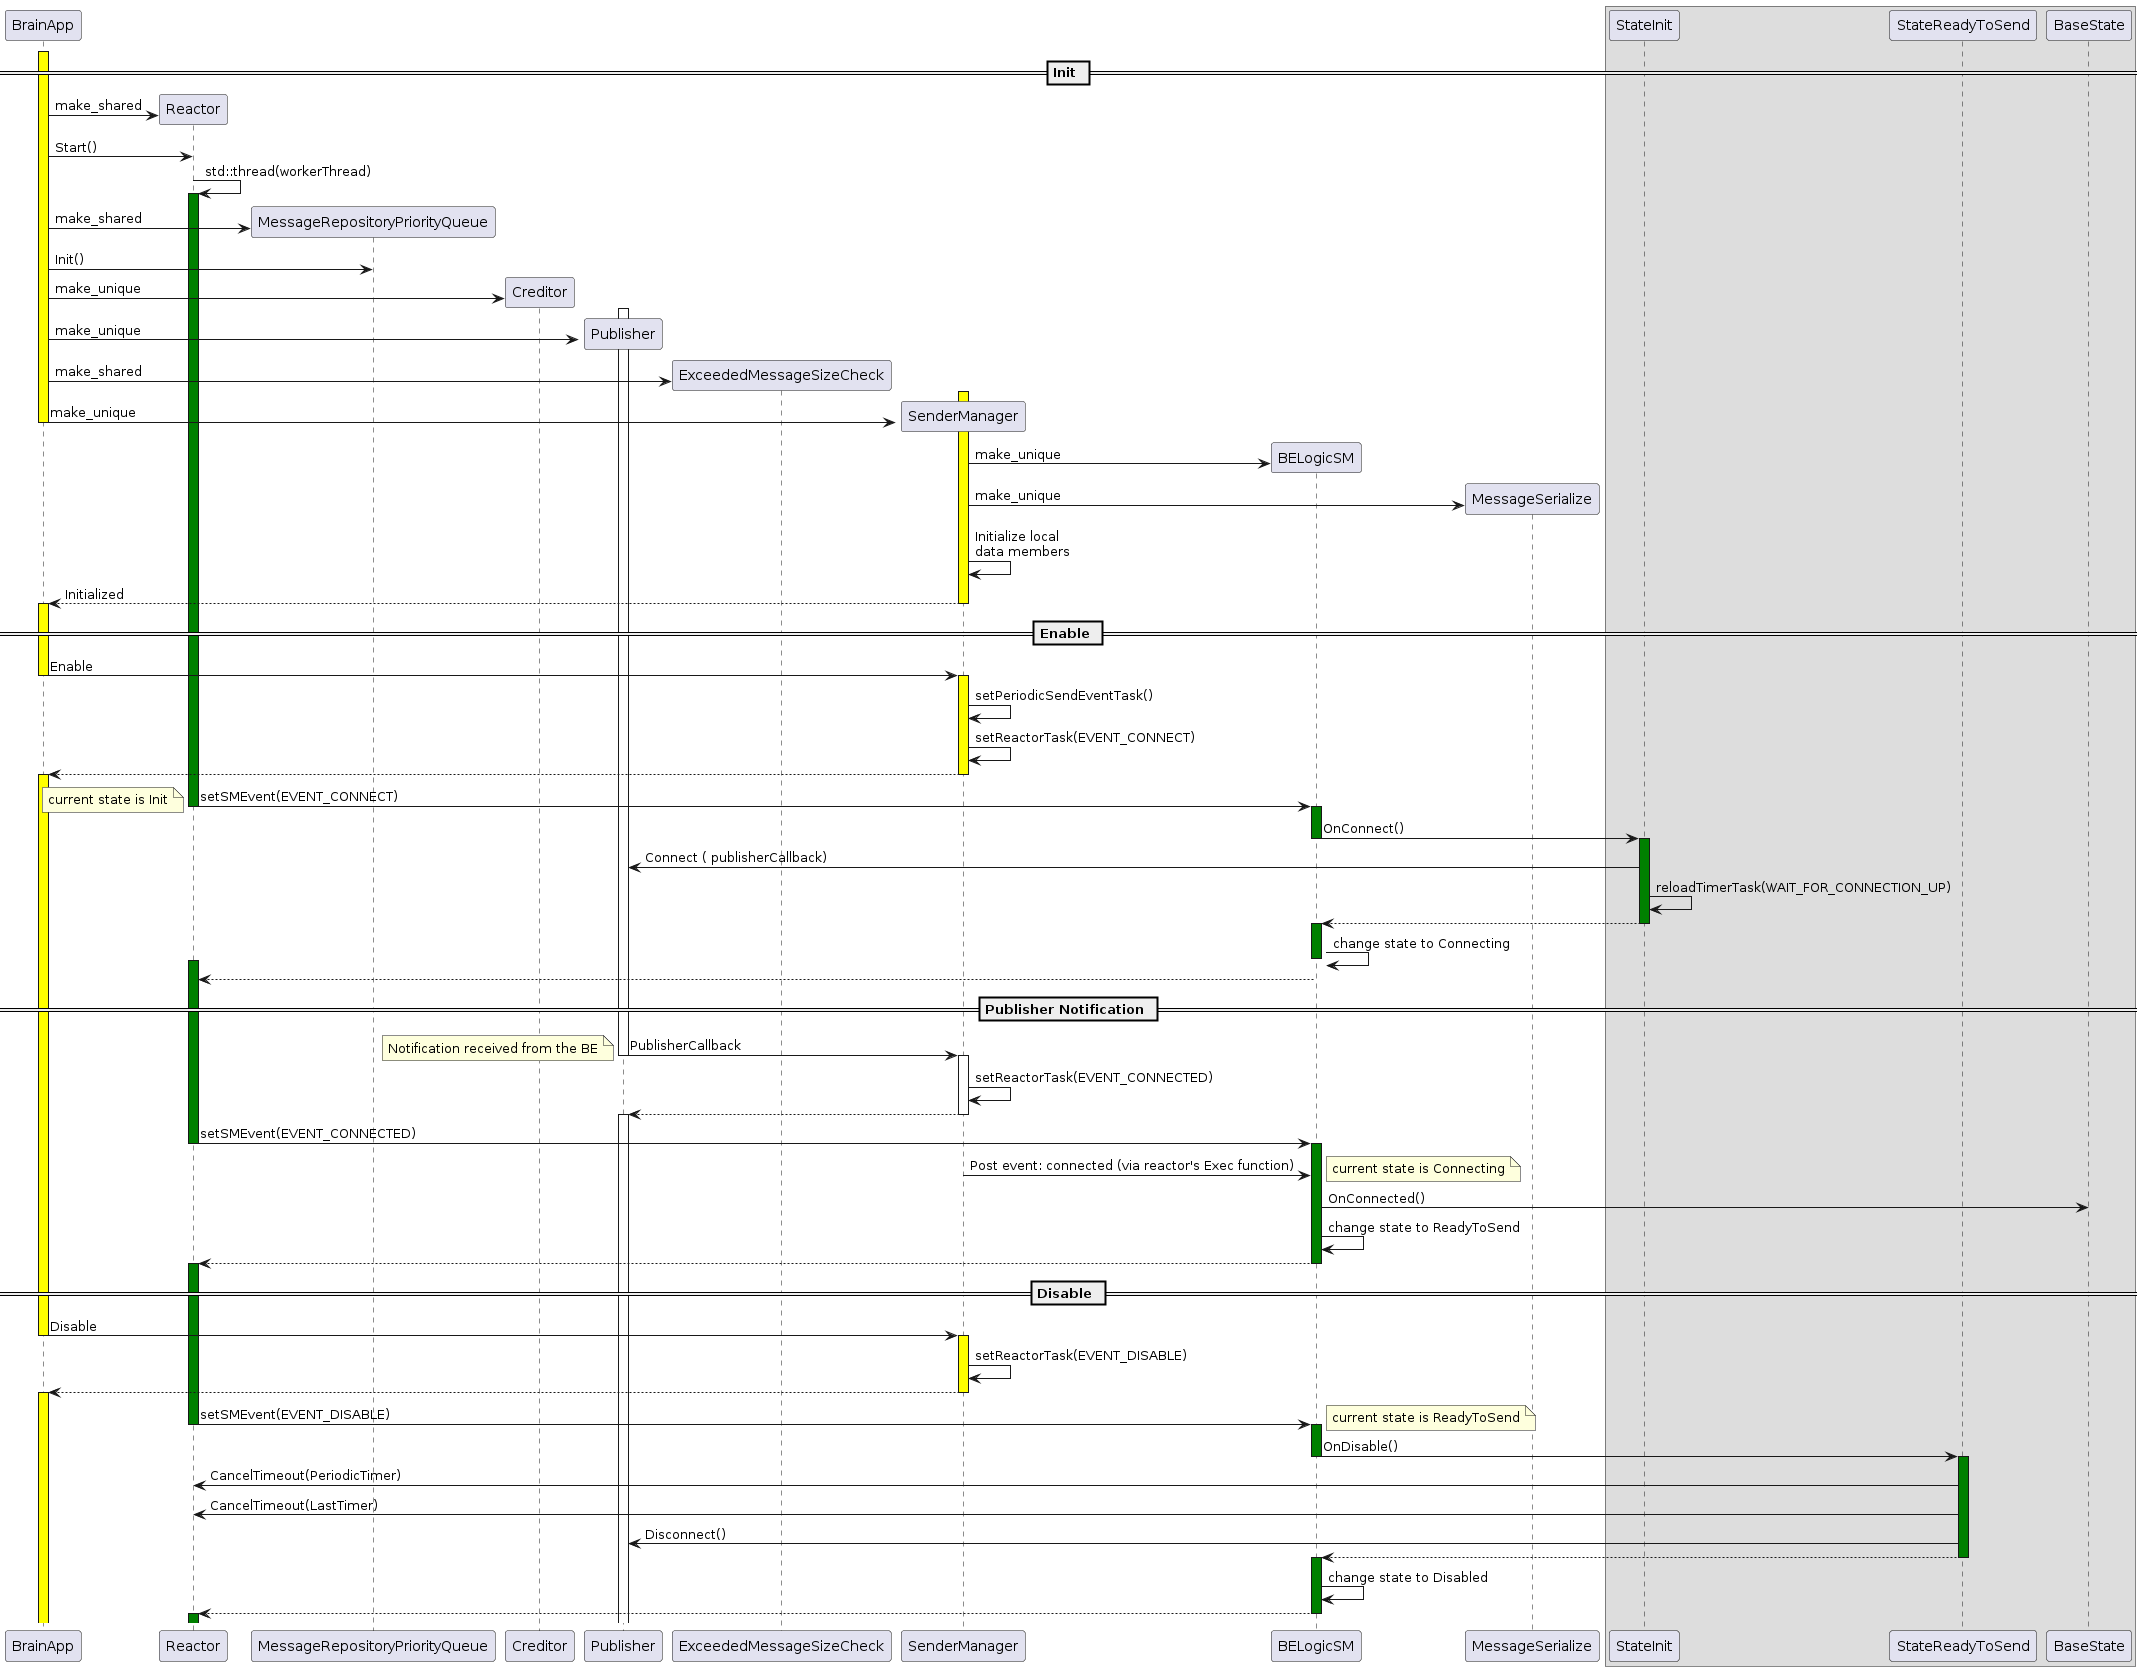 BrainApp
StateInit
StateReadyToSend
BaseState
Init
make_shared
Reactor
Start()
std::thread(workerThread)
make_shared
MessageRepositoryPriorityQueue
Init()
make_unique
Creditor
make_unique
Publisher
make_shared
ExceededMessageSizeCheck
make_unique
SenderManager
make_unique
BELogicSM
make_unique
MessageSerialize
Initialize local
data members
Initialized
Enable
Enable
setPeriodicSendEventTask()
setReactorTask(EVENT_CONNECT)
current state is Init
setSMEvent(EVENT_CONNECT)
OnConnect()
Connect ( publisherCallback)
reloadTimerTask(WAIT_FOR_CONNECTION_UP)
change state to Connecting
Publisher Notification
Notification received from the BE
PublisherCallback
setReactorTask(EVENT_CONNECTED)
setSMEvent(EVENT_CONNECTED)
Post event: connected (via reactor's Exec function)
current state is Connecting
OnConnected()
change state to ReadyToSend
Disable
Disable
setReactorTask(EVENT_DISABLE)
setSMEvent(EVENT_DISABLE)
current state is ReadyToSend
OnDisable()
CancelTimeout(PeriodicTimer)
CancelTimeout(LastTimer)
Disconnect()
change state to Disabled
BrainApp
Reactor
MessageRepositoryPriorityQueue
Creditor
Publisher
ExceededMessageSizeCheck
SenderManager
BELogicSM
MessageSerialize
StateInit
StateReadyToSend
BaseState